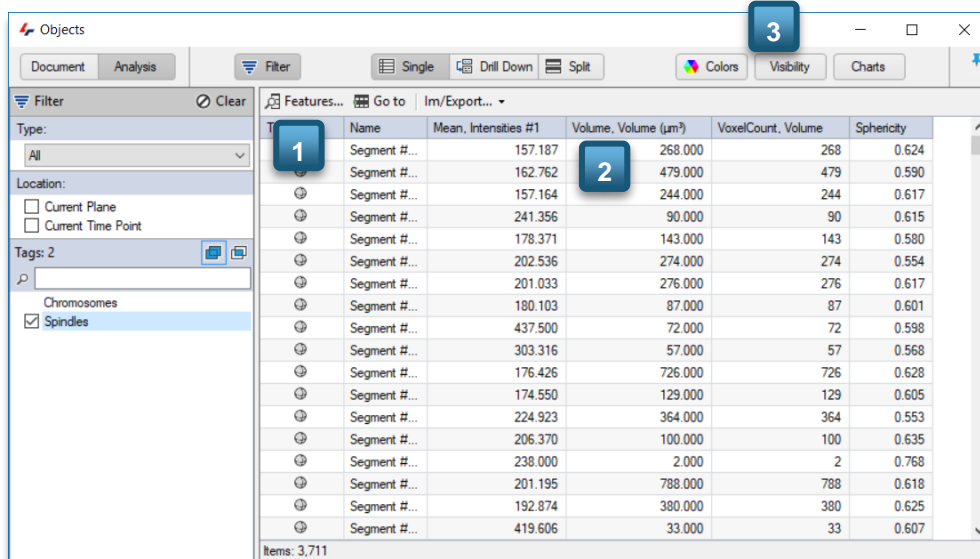 Objects
3
Document Analysis Filter Single Drill Down Split Colors Visibility Charts
Filter Clear
Features... Go to Im/Export...
Type:
All
Location:
Current Plane
Current Time Point
Tags: 2
Chromosomes
Spindles
T Name Mean, Intensities #1 Volume, Volume (µm³) VoxelCount, Volume Sphericity
1
2
Segment #... 157.187 268.000 268 0.624
Segment #... 162.762 479.000 479 0.590
Segment #... 157.164 244.000 244 0.617
Segment #... 241.356 90.000 90 0.615
Segment #... 178.371 143.000 143 0.580
Segment #... 202.536 274.000 274 0.554
Segment #... 201.033 276.000 276 0.617
Segment #... 180.103 87.000 87 0.601
Segment #... 437.500 72.000 72 0.598
Segment #... 303.316 57.000 57 0.568
Segment #... 176.426 726.000 726 0.628
Segment #... 174.550 129.000 129 0.605
Segment #... 224.923 364.000 364 0.553
Segment #... 206.370 100.000 100 0.635
Segment #... 238.000 2.000 2 0.768
Segment #... 201.195 788.000 788 0.618
Segment #... 192.874 380.000 380 0.625
Segment #... 419.606 33.000 33 0.607
Items: 3,711